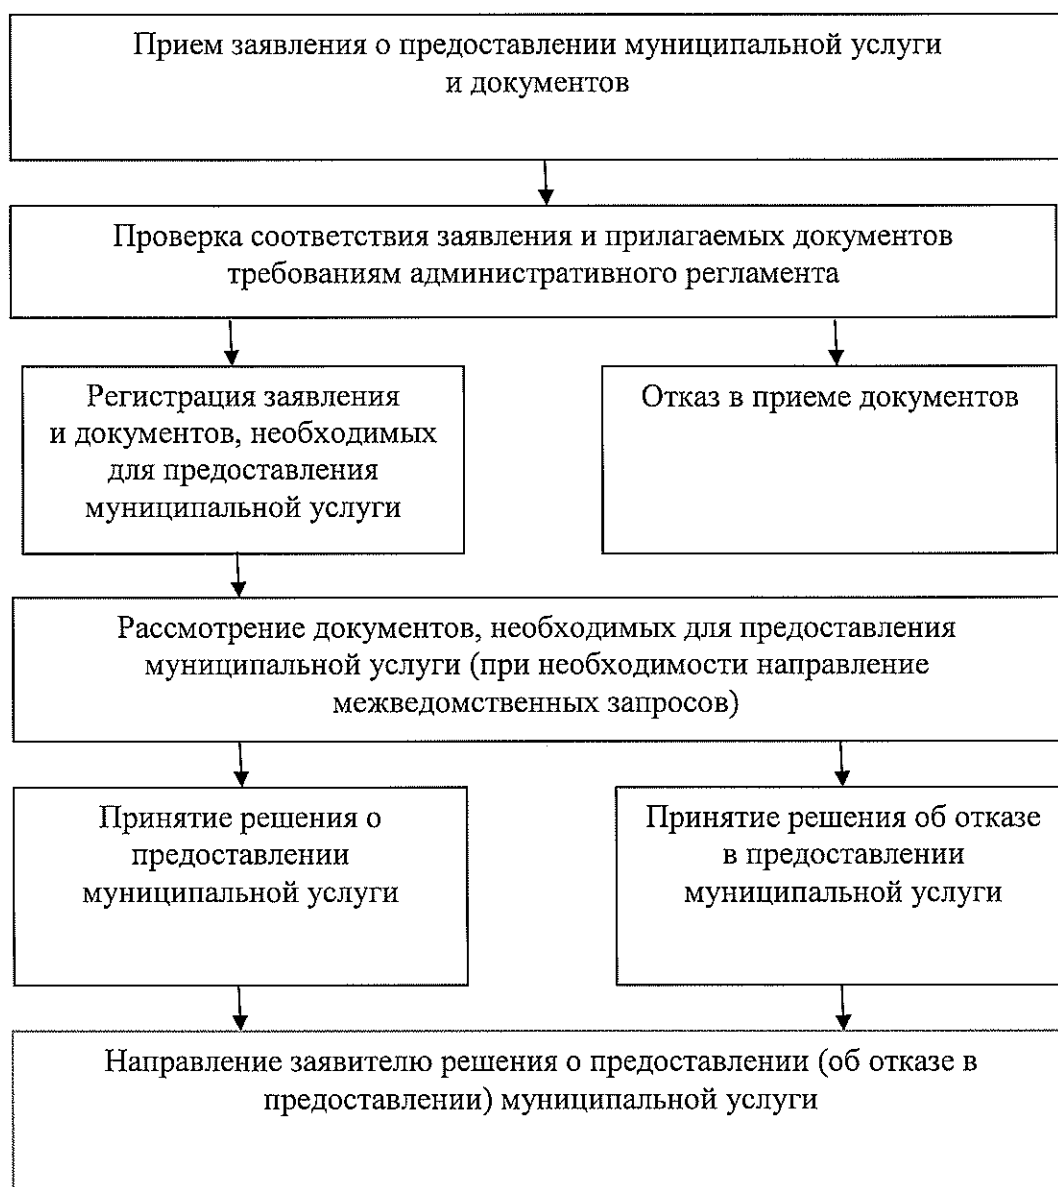 Прием заявления о предоставлении муниципальной услуги
и документов
Проверка соответствия заявления и прилагаемых документов
требованиям административного регламента
Регистрация заявления
и документов, необходимых
для предоставления
муниципальной услуги
Отказ в приеме документов
Рассмотрение документов, необходимых для предоставления
муниципальной услуги (при необходимости направление
межведомственных запросов)
Принятие решения о
предоставлении
муниципальной услуги
Принятие решения об отказе
в предоставлении
муниципальной услуги
Направление заявителю решения о предоставлении (об отказе в
предоставлении) муниципальной услуги